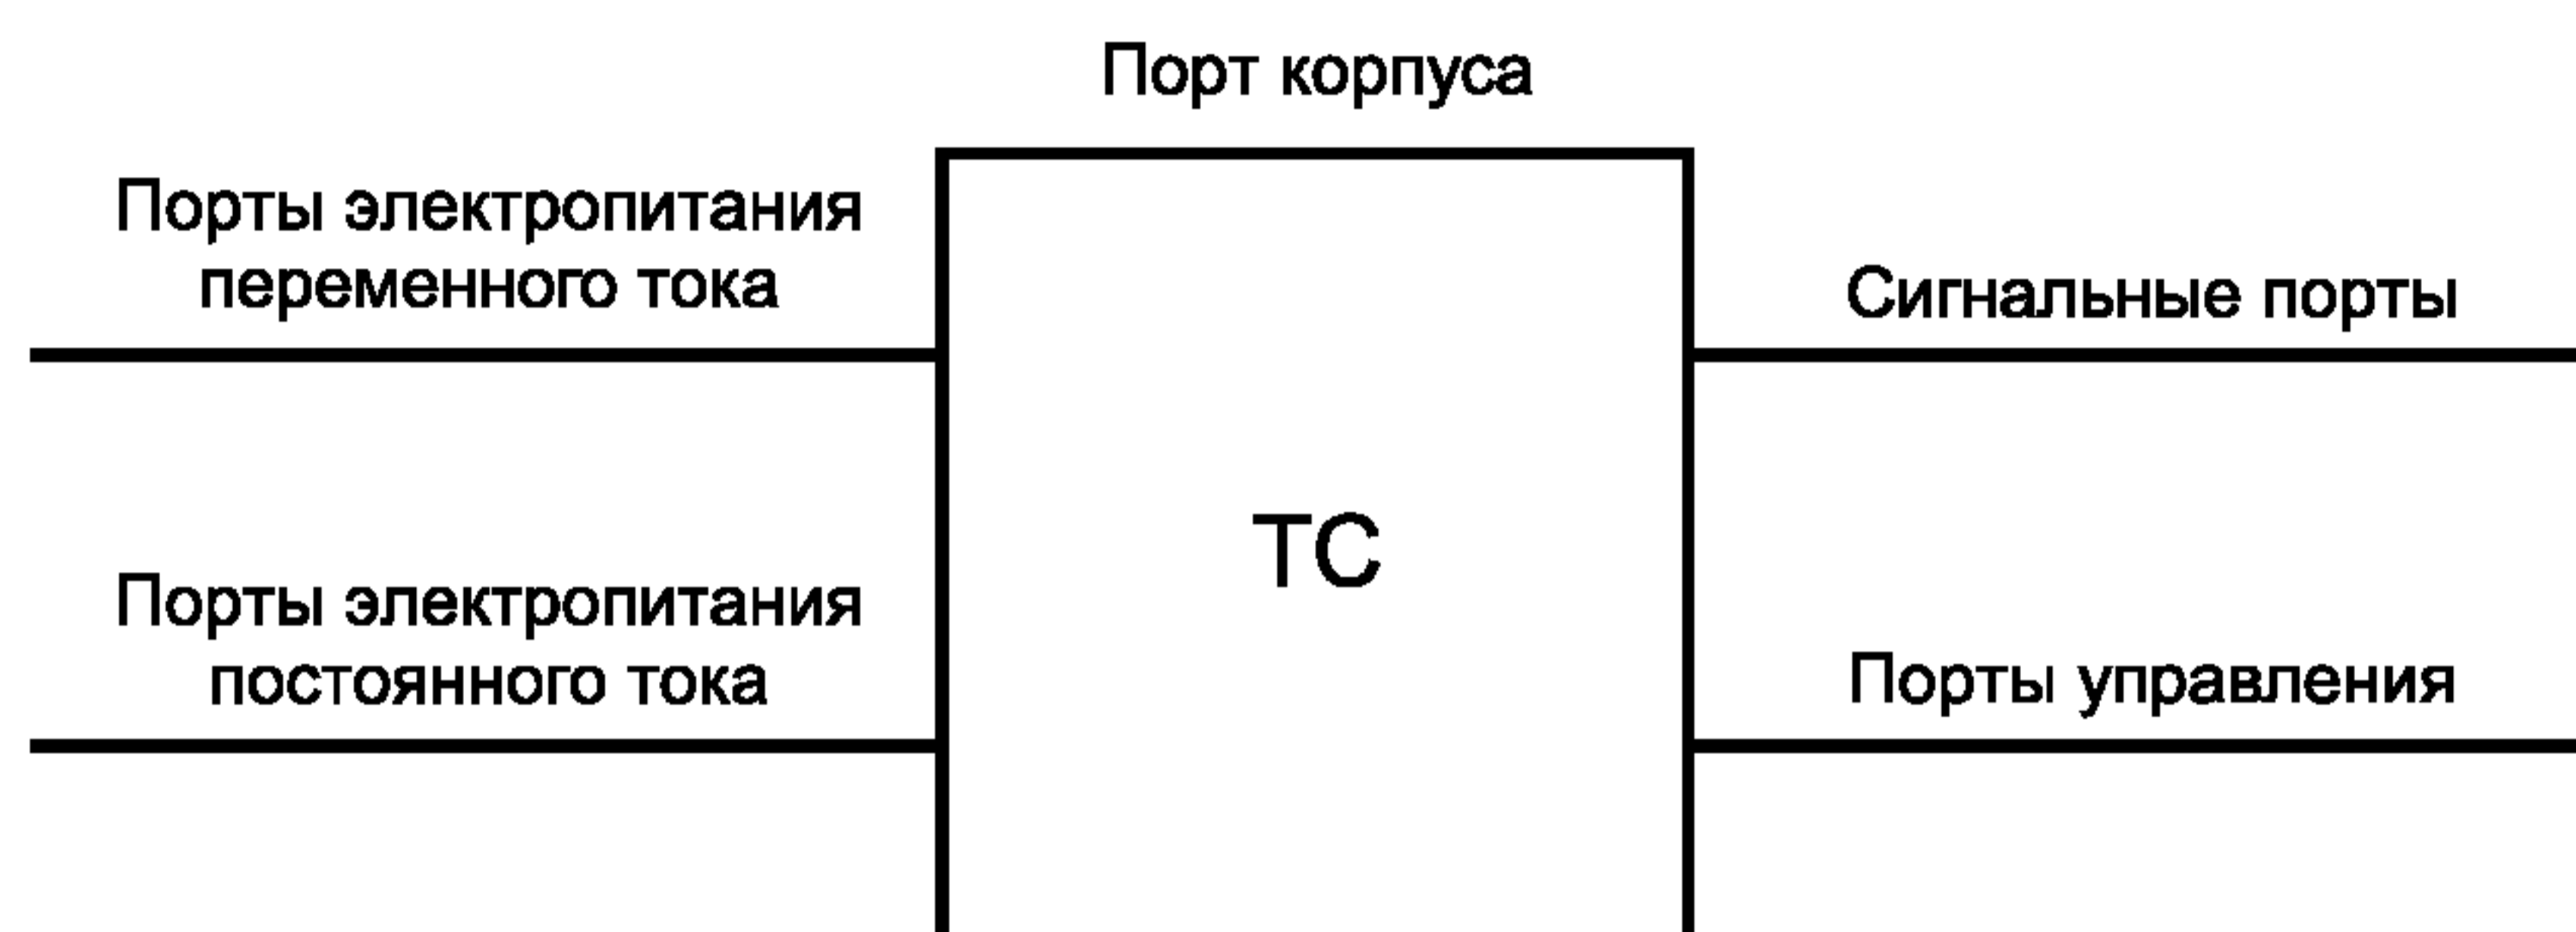 Порт корпуса
Порты электропитания
переменного тока
Сигнальные порты
ТС
Порты электропитания
постоянного тока
Порты управления